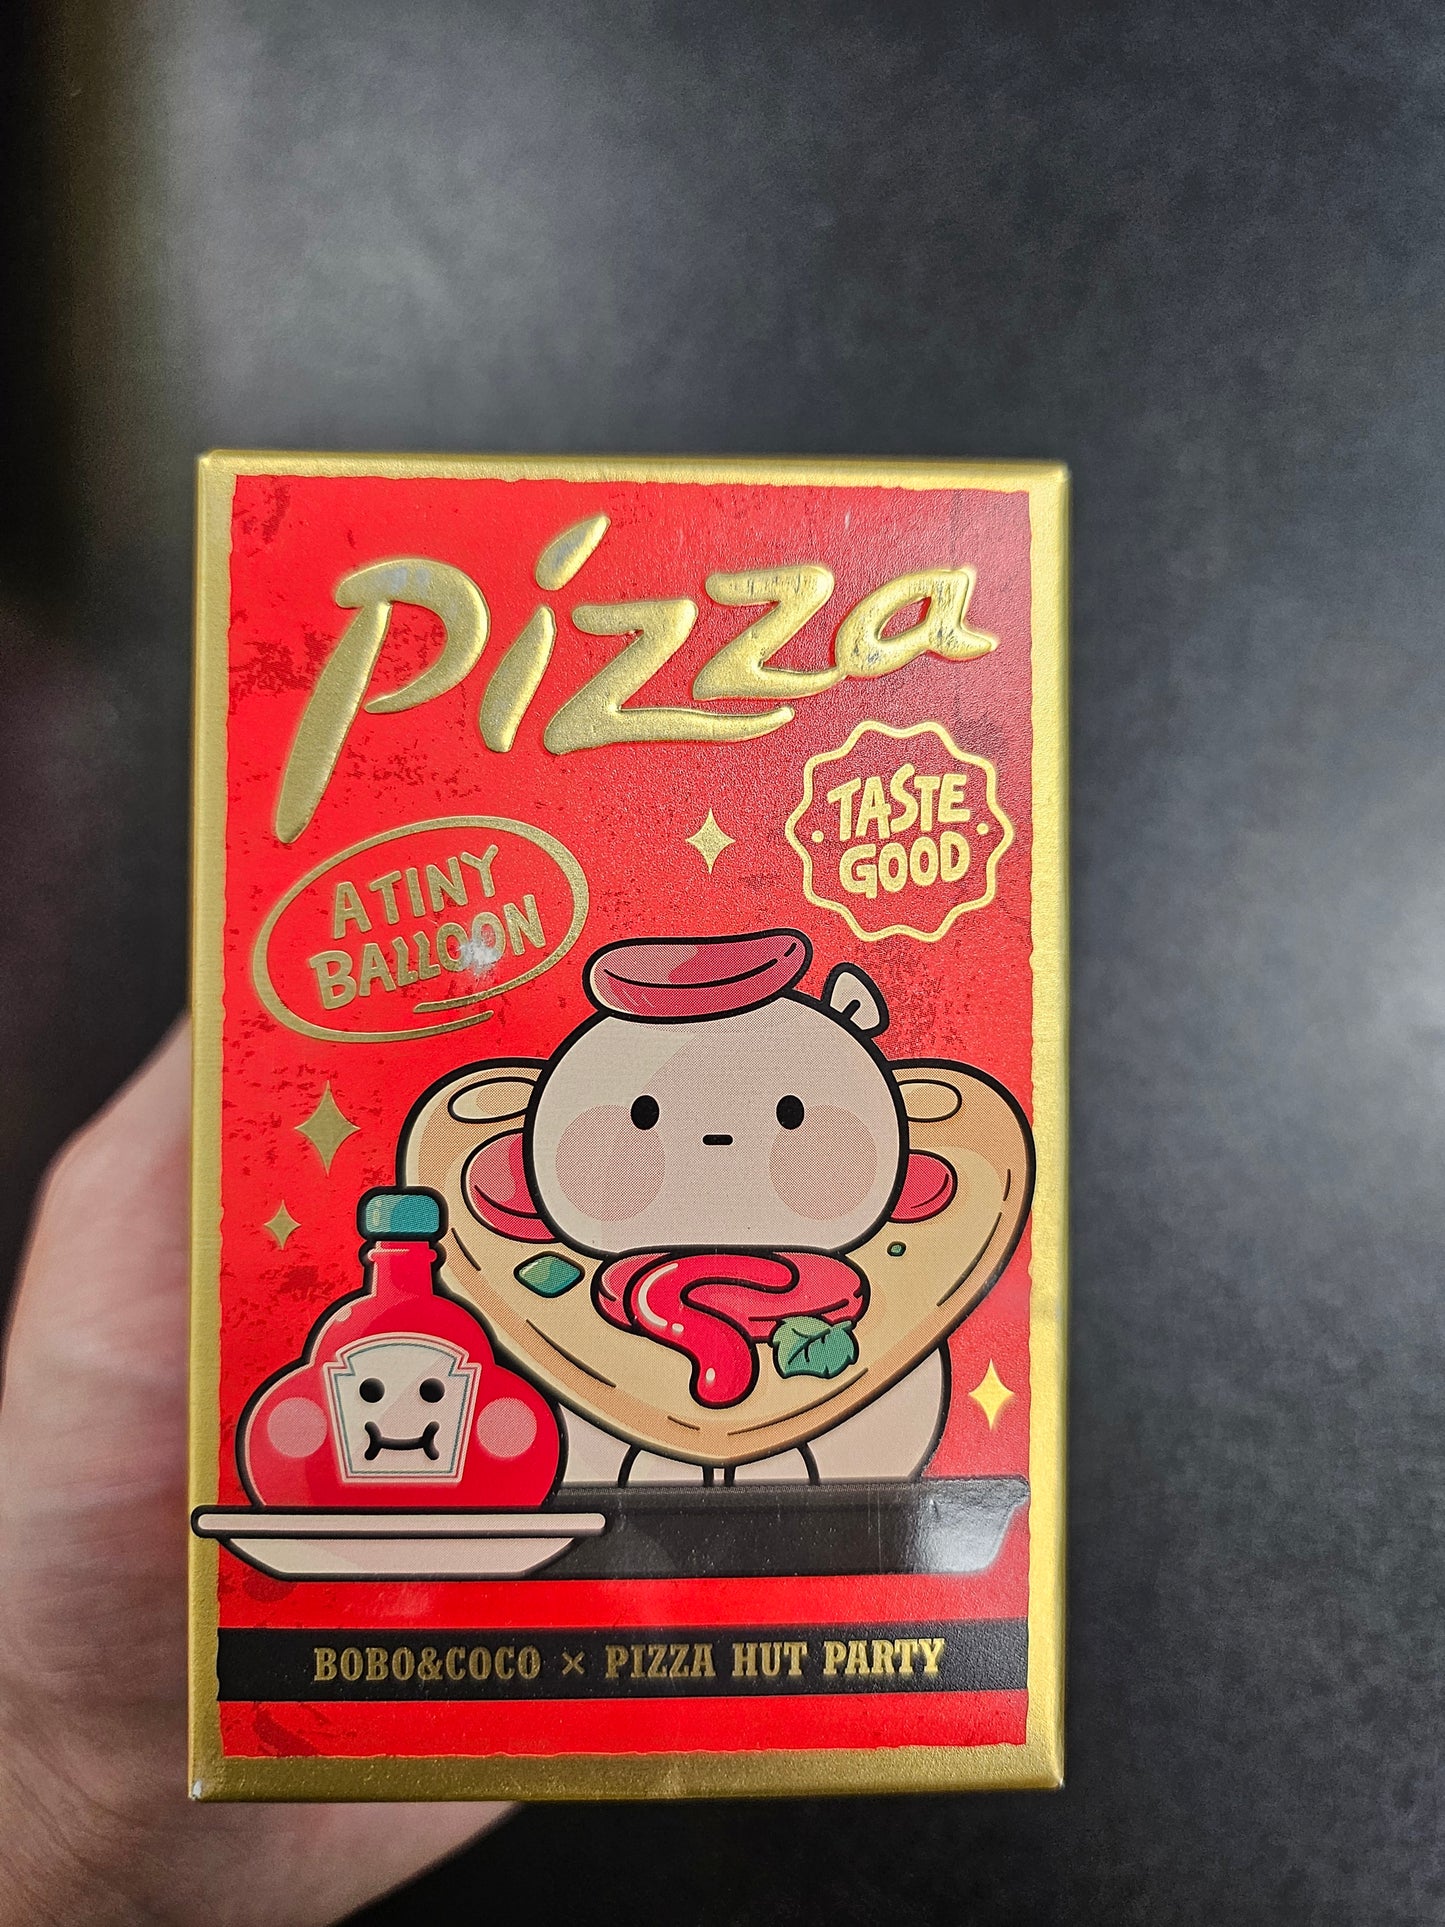 Pizza
TASTE
GOOD
A TINY
BALLOON
BOBO&COCO × PIZZA HUT PARTY